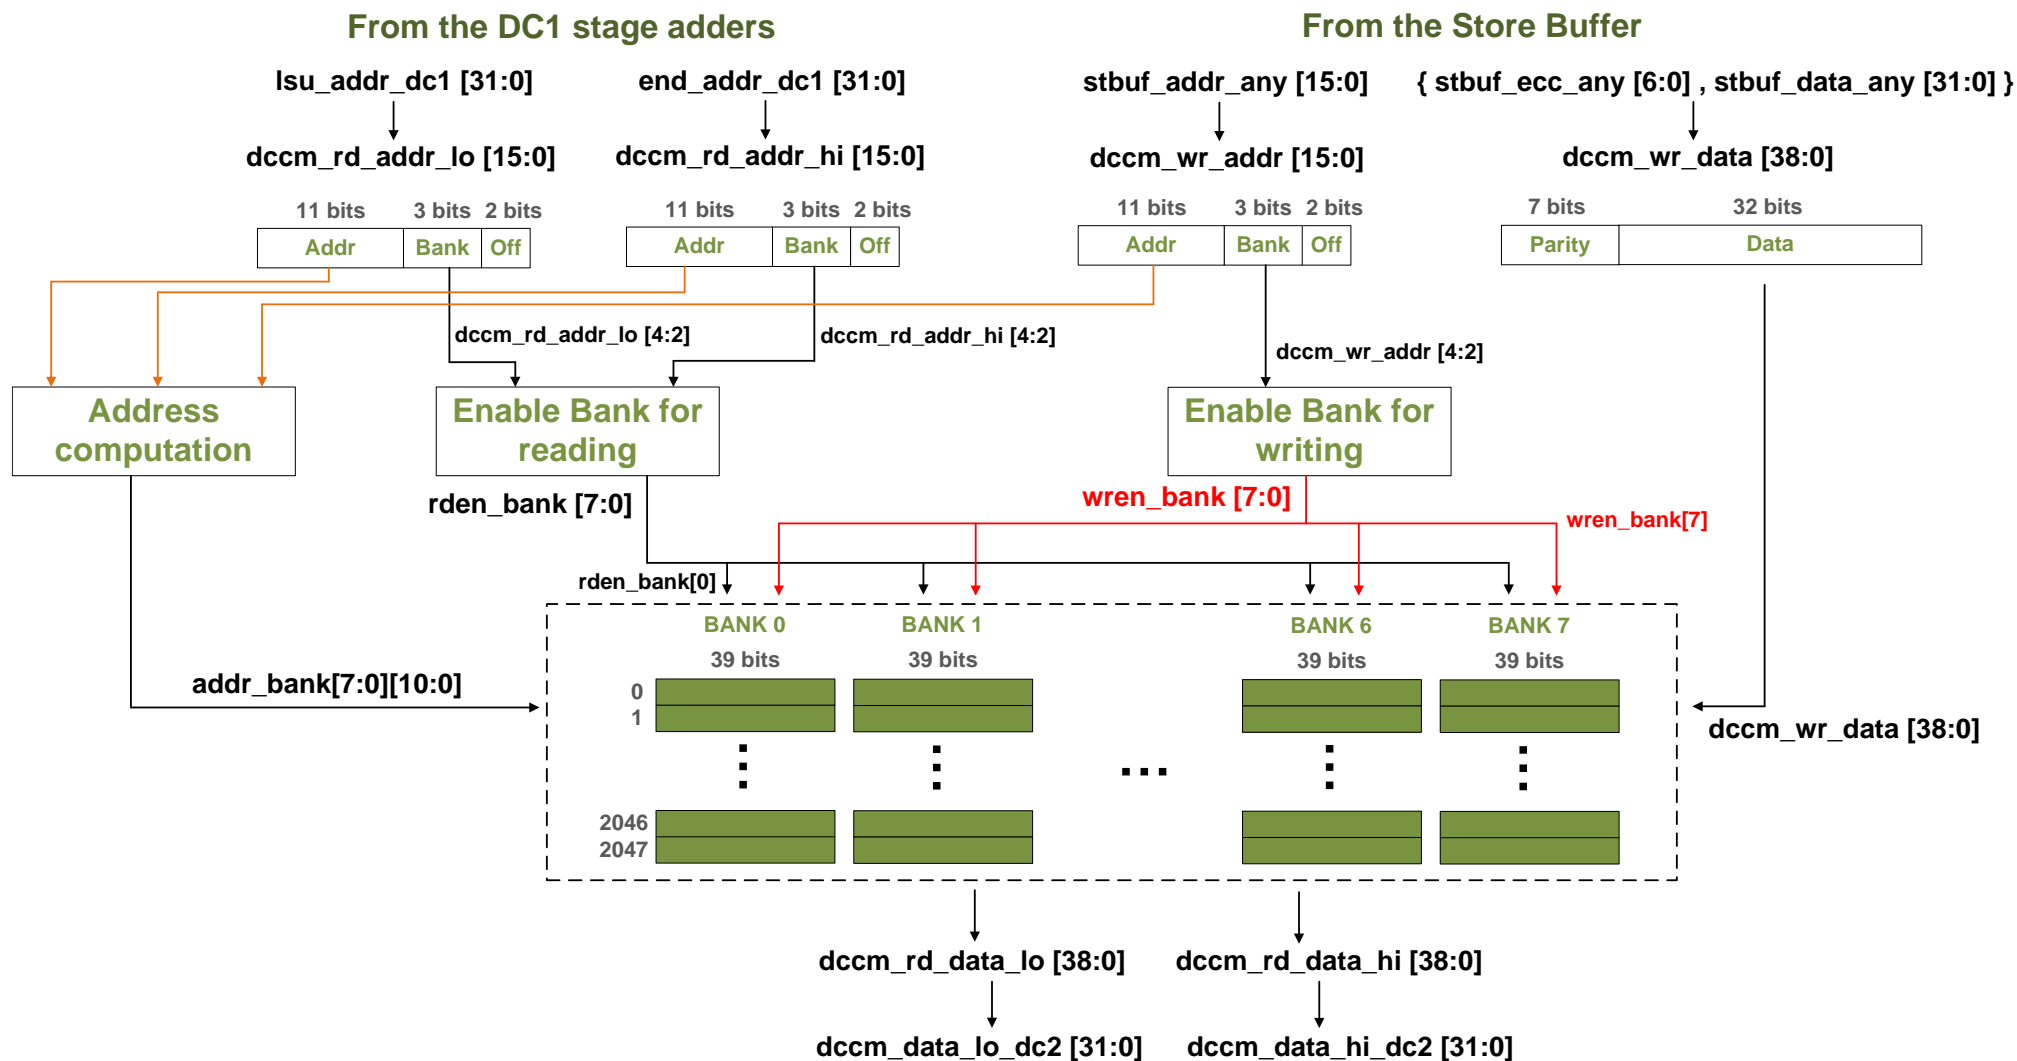 From the DC1 stage adders
From the Store Buffer
lsu_addr_dc1 [31:0]
end_addr_dc1 [31:0]
stbuf_addr_any [15:0]
{ stbuf_ecc_any [6:0] , stbuf_data_any [31:0] }
dccm_rd_addr_lo [15:0]
dccm_rd_addr_hi [15:0]
dccm_wr_addr [15:0]
dccm_wr_data [38:0]
11 bits 3 bits 2 bits
11 bits 3 bits 2 bits
11 bits 3 bits 2 bits
7 bits 32 bits
Addr Bank Off
Addr Bank Off
Addr Bank Off
Parity Data
dccm_rd_addr_lo [4:2]
dccm_rd_addr_hi [4:2]
dccm_wr_addr [4:2]
Address
computation
Enable Bank for
reading
Enable Bank for
writing
rden_bank [7:0]
wren_bank [7:0]
wren_bank[7]
rden_bank[0]
BANK 0 BANK 1 BANK 6 BANK 7
39 bits 39 bits 39 bits 39 bits
addr_bank[7:0][10:0]
0
1
... 
dccm_wr_data [38:0]
2046
2047
dccm_rd_data_lo [38:0]
dccm_rd_data_hi [38:0]
dccm_data_lo_dc2 [31:0]
dccm_data_hi_dc2 [31:0]